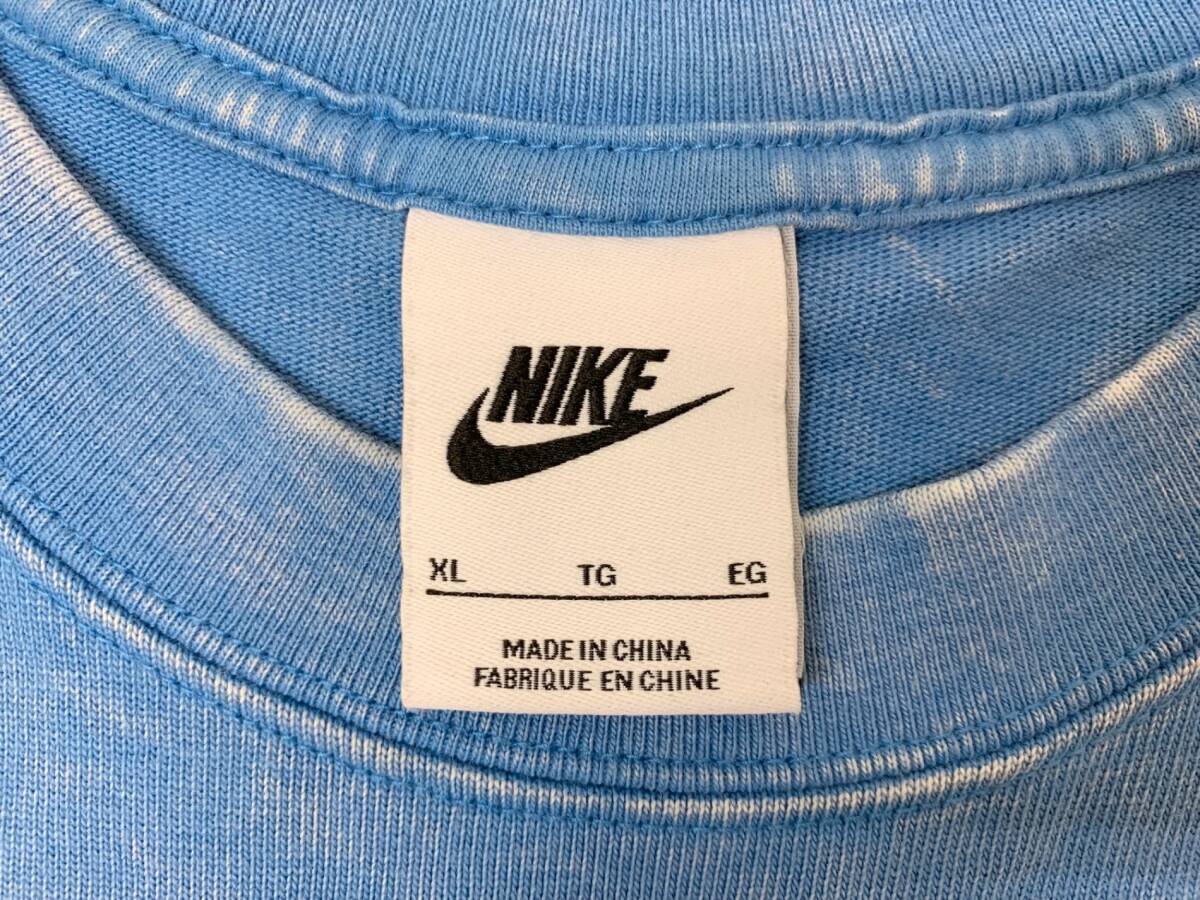 NIKE
XL TG EG
MADE IN CHINA
FABRIQUE EN CHINE